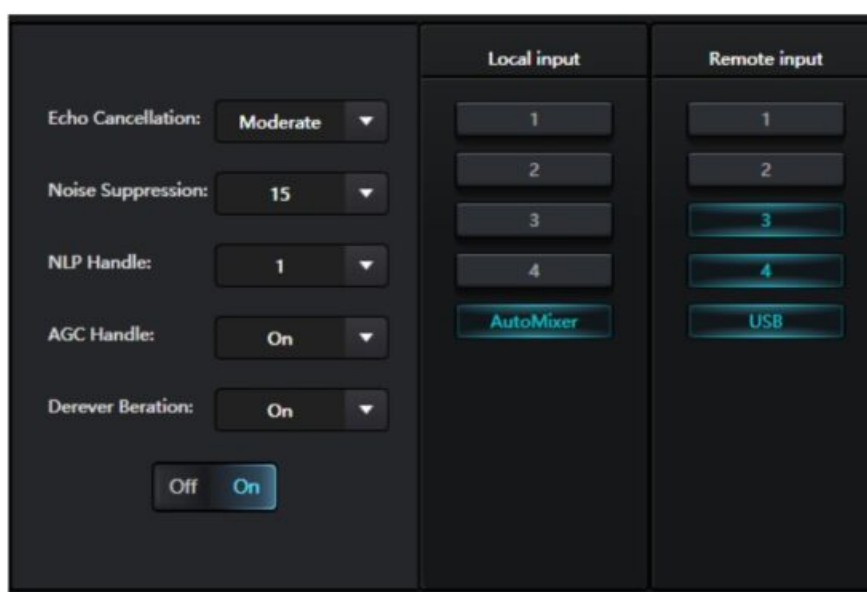 Echo Cancellation: Moderate
Noise Suppression: 15
NLP Handle: 1
AGC Handle: On
Derever Beration: On
Off On
Local input
1
2
3
4
AutoMixer
Remote input
1
2
3
4
USB